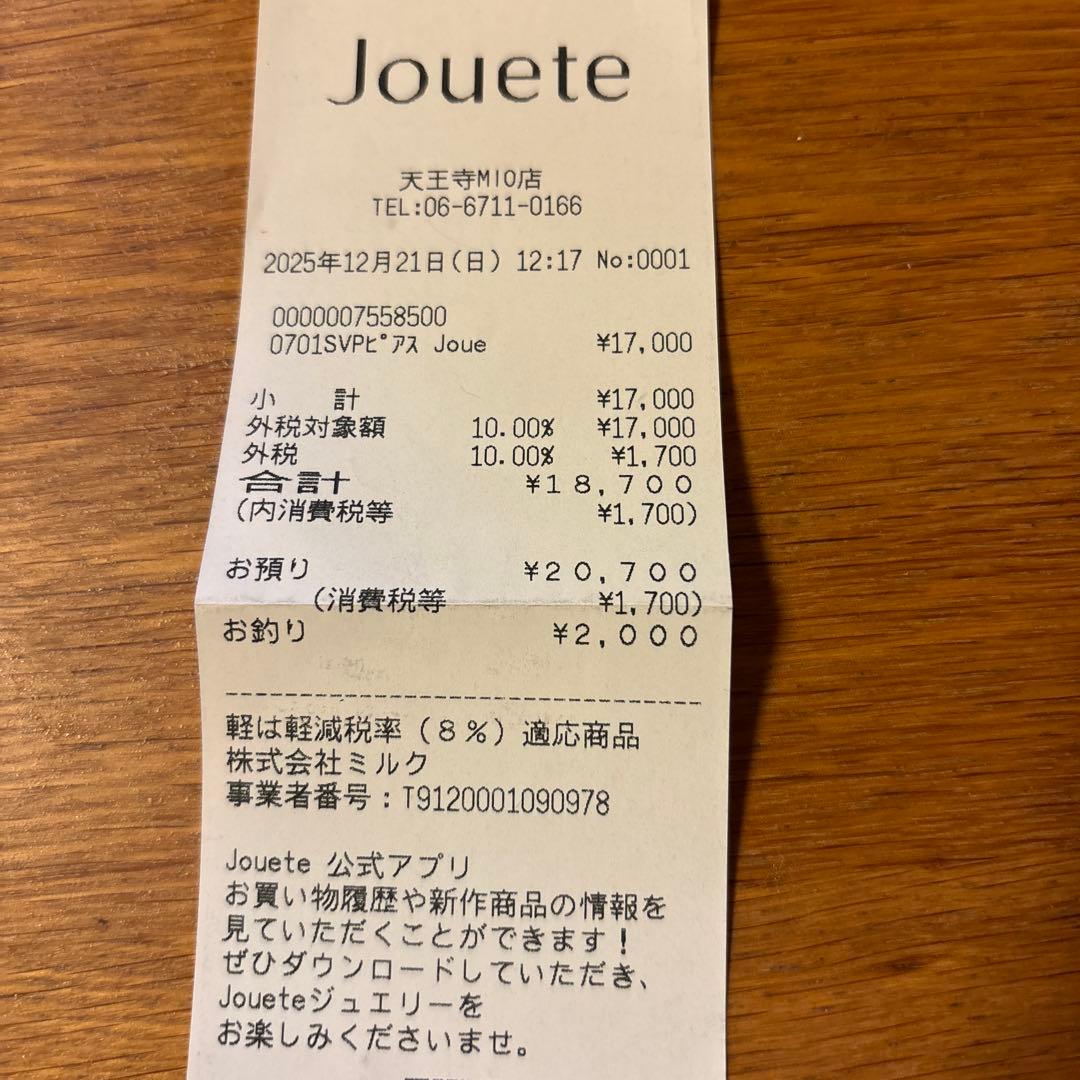 Jouete
天王寺MIO店
TEL:06-6711-0166
2025年12月21日(日) 12:17 No:0001
0000007558500
0701SVPピアス Joue ¥17,000
小 計 ¥17,000
外税対象額 10.00% ¥17,000
外税 10.00% ¥1,700
合計 ¥18,700
(内消費税等 ¥1,700)
お預り ¥20,700
(消費税等 ¥1,700)
お釣り ¥2,000
軽は軽減税率(8%)適応商品
株式会社ミルク
事業者番号:T9120001090978
Jouete 公式アプリ
お買い物履歴や新作商品の情報を
見ていただくことができます!
ぜひダウンロードしていただき、
Joueteジュエリーを
お楽しみくださいませ。